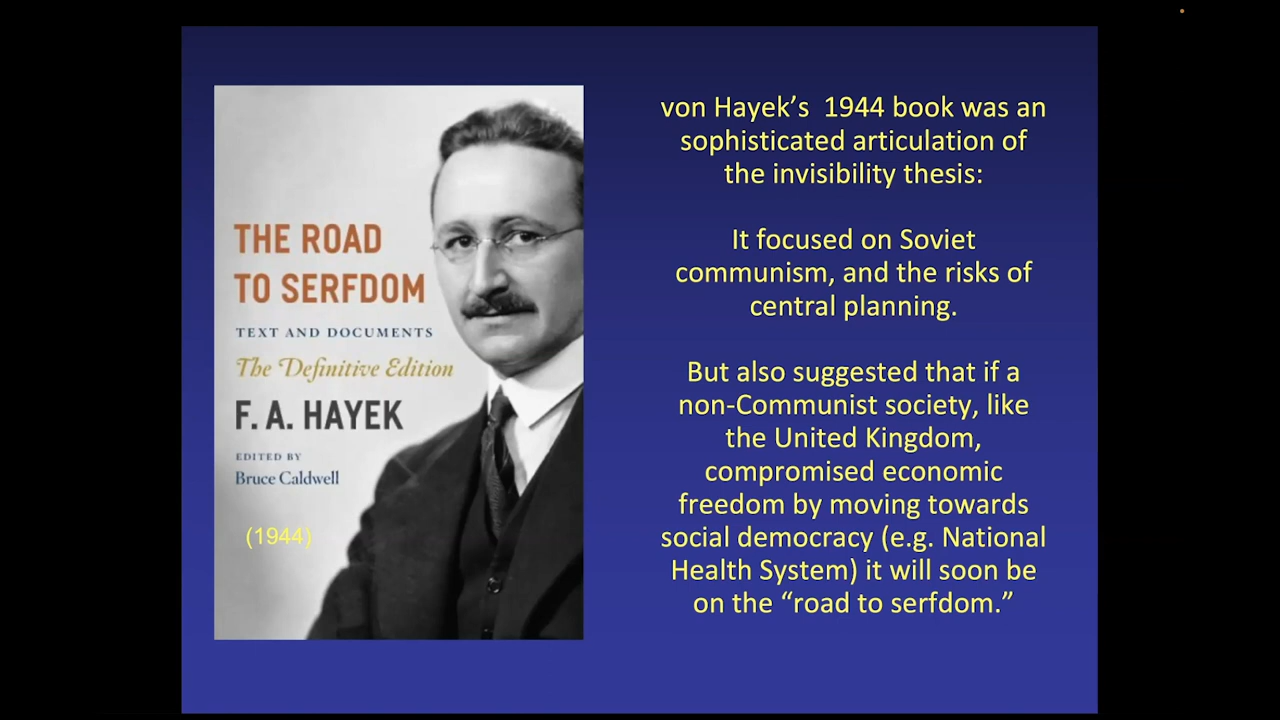 THE ROAD
TO SERFDOM
TEXT AND DOCUMENTS
The Definitive Edition
F. A. HAYEK
EDITED BY
Bruce Caldwell
(1944)
von Hayek’s  1944 book was an
sophisticated articulation of
the invisibility thesis:
It focused on Soviet
communism, and the risks of
central planning.
But also suggested that if a
non-Communist society, like
the United Kingdom,
compromised economic
freedom by moving towards
social democracy (e.g. National
Health System) it will soon be
on the “road to serfdom.”